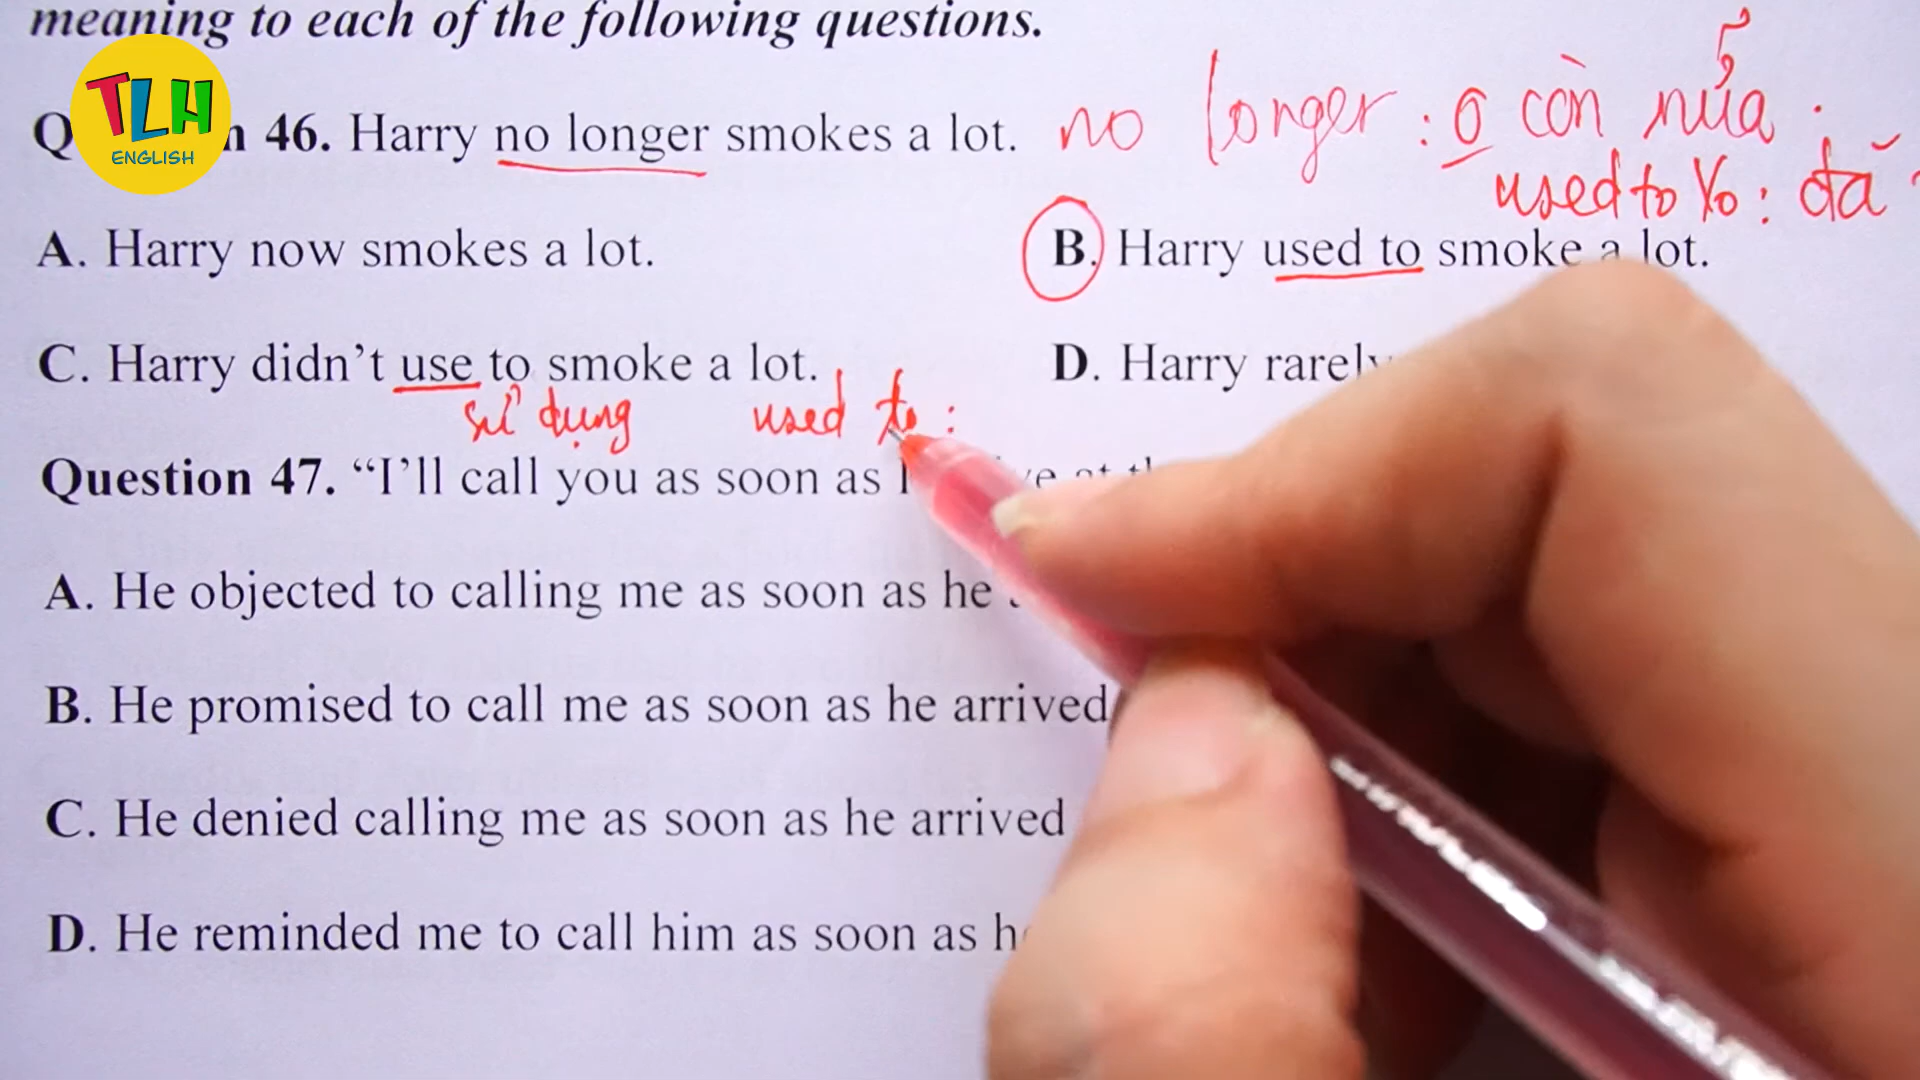 meaning to each of the following questions.
TLH
ENGLISH
46. Harry no longer smokes a lot.
no longer : o còn nữa.
used to Vo : đã
A. Harry now smokes a lot.
B. Harry used to smoke a lot.
C. Harry didn't use to smoke a lot.
D. Harry rarely
sử dụng used to :
Question 47. “I'll call you as soon as I
A. He objected to calling me as soon as he
B. He promised to call me as soon as he arrived
C. He denied calling me as soon as he arrived
D. He reminded me to call him as soon as he